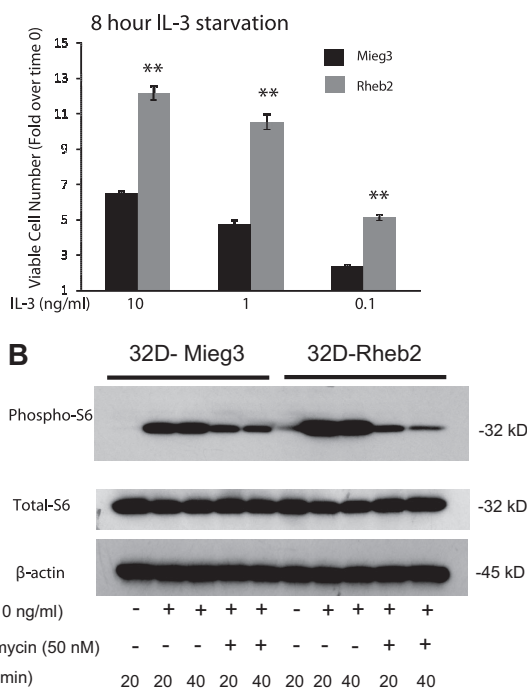 8 hour IL-3 starvation
Viable Cell Number (Fold over time 0)
15
13
11
9
7
5
3
1
Mieg3
Rheb2
** ** **
IL-3 (ng/ml) 10 1 0.1
B
32D- Mieg3 32D-Rheb2
Phospho-S6 -32 kD
Total-S6 -32 kD
β-actin -45 kD
0 ng/ml) - + + + + - + + + +
mycin (50 nM) - - - + + - - - + +
min) 20 20 40 20 40 20 20 40 20 40